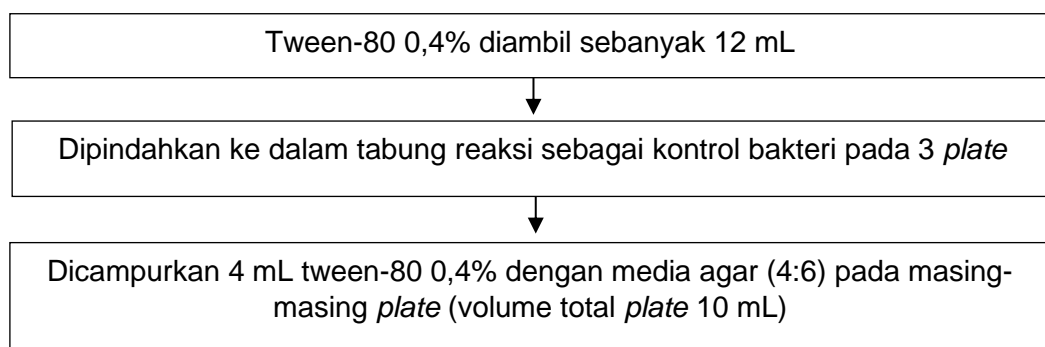 Tween-80 0,4% diambil sebanyak 12 mL
Dipindahkan ke dalam tabung reaksi sebagai kontrol bakteri pada 3 plate
Dicampurkan 4 mL tween-80 0,4% dengan media agar (4:6) pada masing-
masing plate (volume total plate 10 mL)